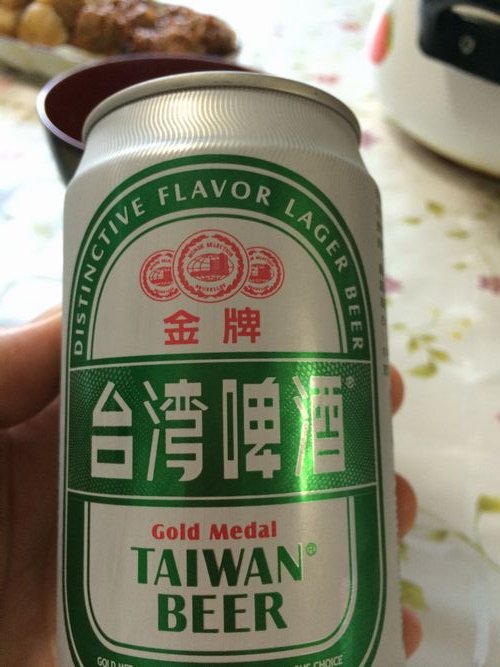 DISTINCTIVE FLAVOR LAGER BEER
金牌
台湾啤酒®
Gold Medal
TAIWAN®
BEER